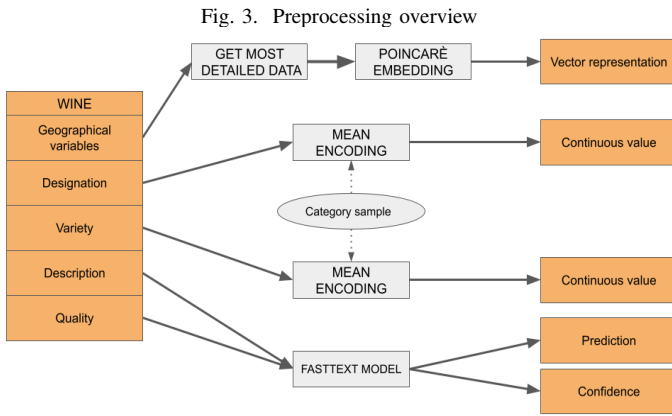 Fig. 3. Preprocessing overview
GET MOST
DETAILED DATA
POINCARÈ
EMBEDDING
Vector representation
WINE
Geographical
variables
Designation
Variety
Description
Quality
MEAN
ENCODING
Continuous value
Category sample
MEAN
ENCODING
Continuous value
FASTTEXT MODEL
Prediction
Confidence